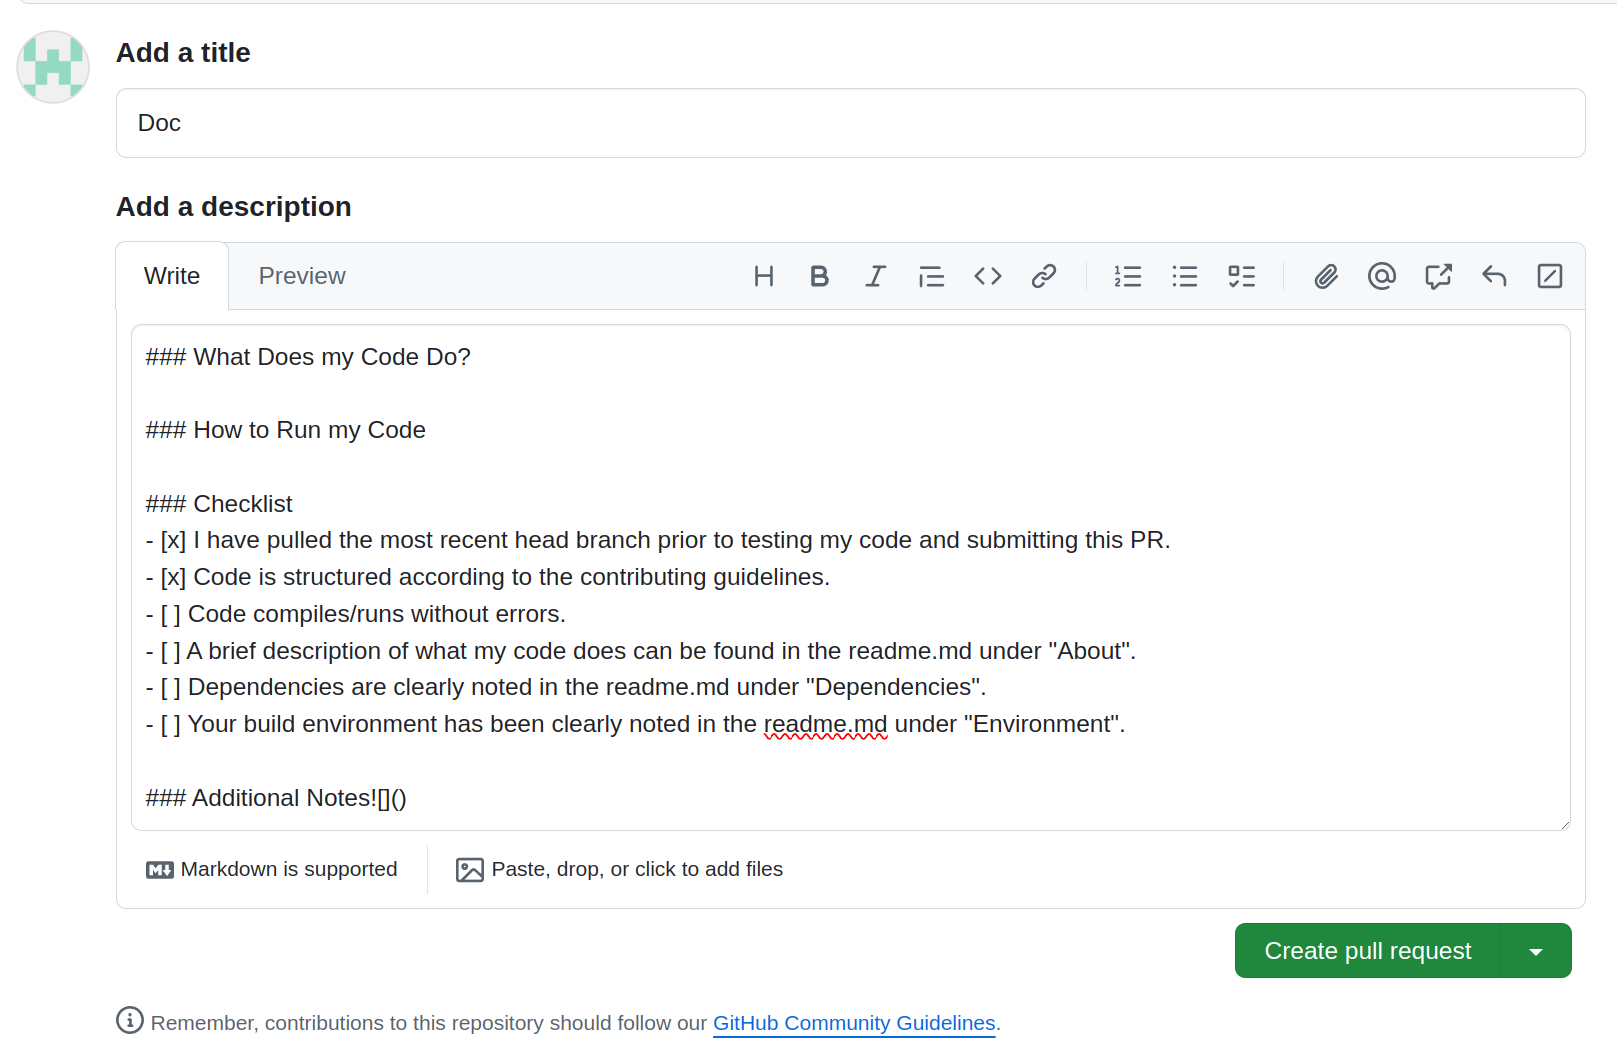 Add a title
Doc
Add a description
Write Preview
### What Does my Code Do?
### How to Run my Code
### Checklist
- [x] I have pulled the most recent head branch prior to testing my code and submitting this PR.
- [x] Code is structured according to the contributing guidelines.
- [ ] Code compiles/runs without errors.
- [ ] A brief description of what my code does can be found in the readme.md under "About".
- [ ] Dependencies are clearly noted in the readme.md under "Dependencies".
- [ ] Your build environment has been clearly noted in the readme.md under "Environment".
### Additional Notes![]()
Markdown is supported Paste, drop, or click to add files
Create pull request
Remember, contributions to this repository should follow our GitHub Community Guidelines.